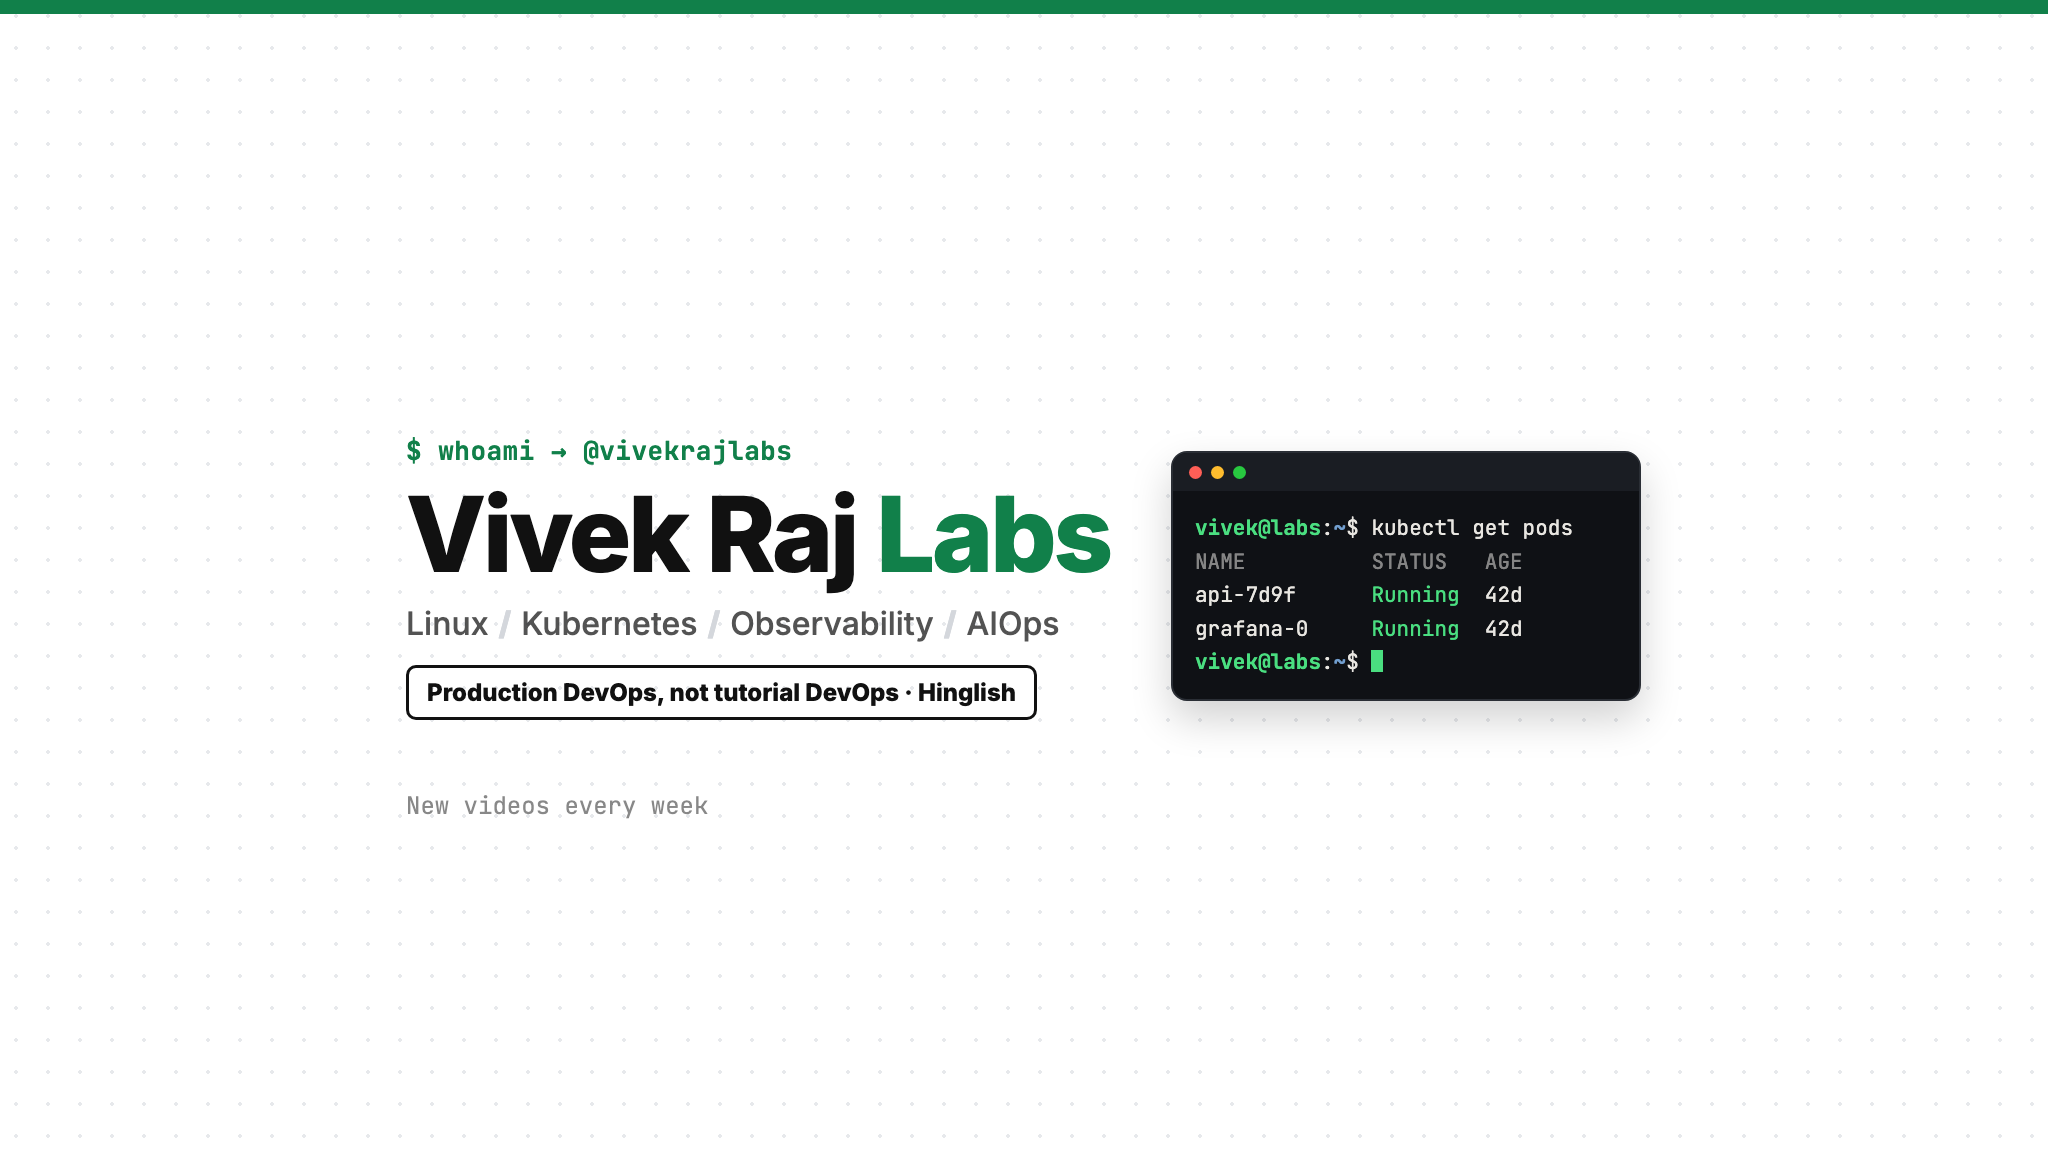 $ whoami → @vivekrajlabs
Vivek Raj Labs
Linux / Kubernetes / Observability / AIOps
Production DevOps, not tutorial DevOps · Hinglish
New videos every week
vivek@labs:~$ kubectl get pods
NAME STATUS AGE
api-7d9f Running 42d
grafana-0 Running 42d
vivek@labs:~$